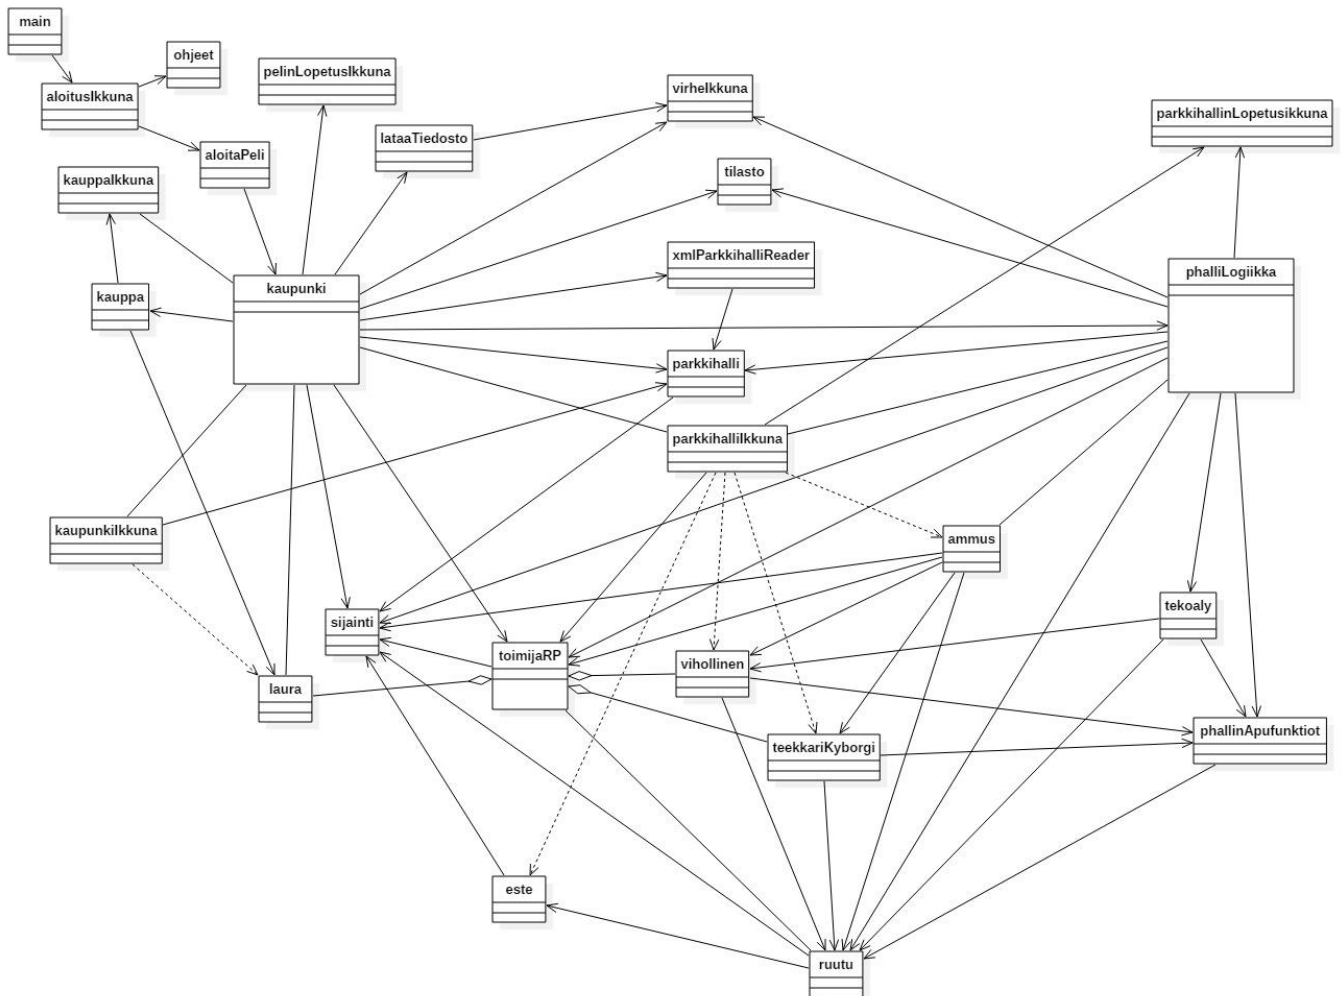 main
ohjeet
pelinLopetusIkkuna
aloitusIkkuna
virheIkkuna
parkkihallinLopetusikkuna
lataaTiedosto
aloitaPeli
tilasto
kauppaIkkuna
xmlParkkihalliReader
phalliLogiikka
kaupunki
kauppa
parkkihalli
parkkihalliIkkuna
kaupunkiIkkuna
ammus
tekoaly
sijainti
toimijaRP
vihollinen
laura
phallinApufunktiot
teekkariKyborgi
este
ruutu